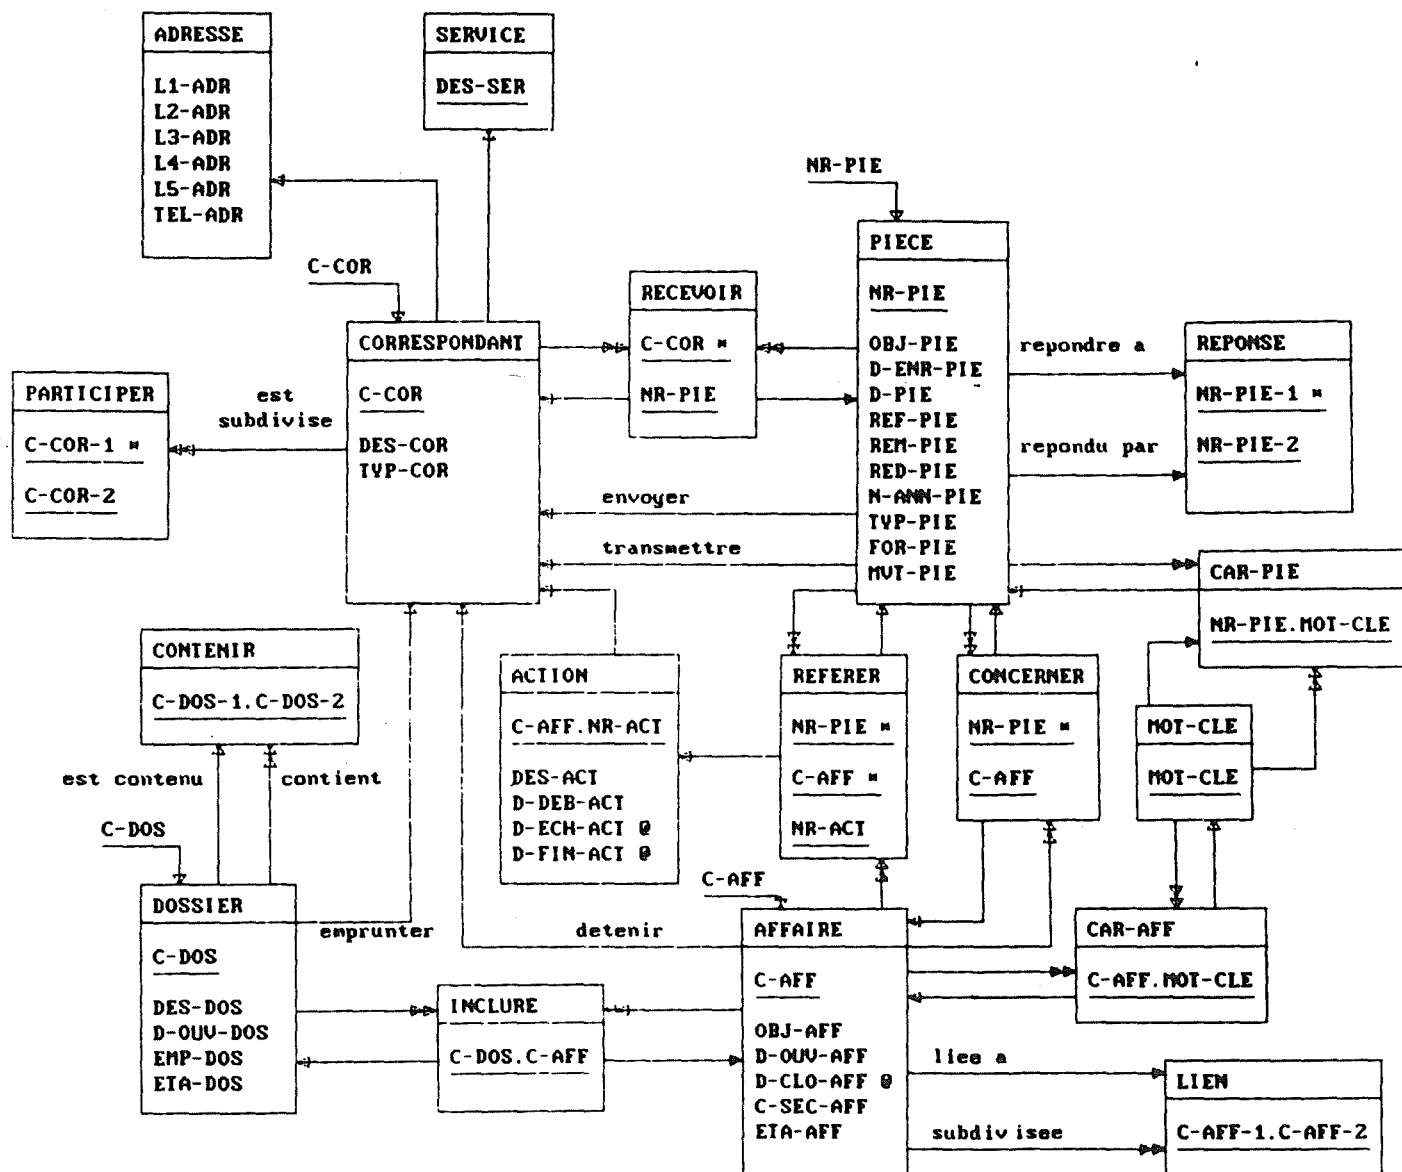 ADRESSE
L1-ADR
L2-ADR
L3-ADR
L4-ADR
L5-ADR
TEL-ADR
SERVICE
DES-SER
NR-PIE
PIECE
NR-PIE
OBJ-PIE
D-ENR-PIE
D-PIE
REF-PIE
REM-PIE
RED-PIE
N-ANN-PIE
TYP-PIE
FOR-PIE
MVT-PIE
C-COR
CORRESPONDANT
C-COR
DES-COR
TYP-COR
RECEVOIR
C-COR *
NR-PIE
repondre a
repondu par
REPONSE
NR-PIE-1 *
NR-PIE-2
PARTICIPER
C-COR-1 *
C-COR-2
est
subdivise
envoyer
transmettre
CAR-PIE
NR-PIE.MOT-CLE
CONTENIR
C-DOS-1.C-DOS-2
est contenu
contient
ACTION
C-AFF.NR-ACT
DES-ACT
D-DEB-ACT
D-ECH-ACT @
D-FIN-ACT @
REFERER
NR-PIE *
C-AFF *
NR-ACT
CONCERNER
NR-PIE *
C-AFF
MOT-CLE
MOT-CLE
C-DOS
DOSSIER
C-DOS
DES-DOS
D-OUV-DOS
EMP-DOS
ETA-DOS
emprunter
detenir
C-AFF
AFFAIRE
C-AFF
OBJ-AFF
D-OUV-AFF
D-CLO-AFF @
C-SEC-AFF
ETA-AFF
CAR-AFF
C-AFF.MOT-CLE
INCLURE
C-DOS.C-AFF
liee a
subdivisee
LIEN
C-AFF-1.C-AFF-2